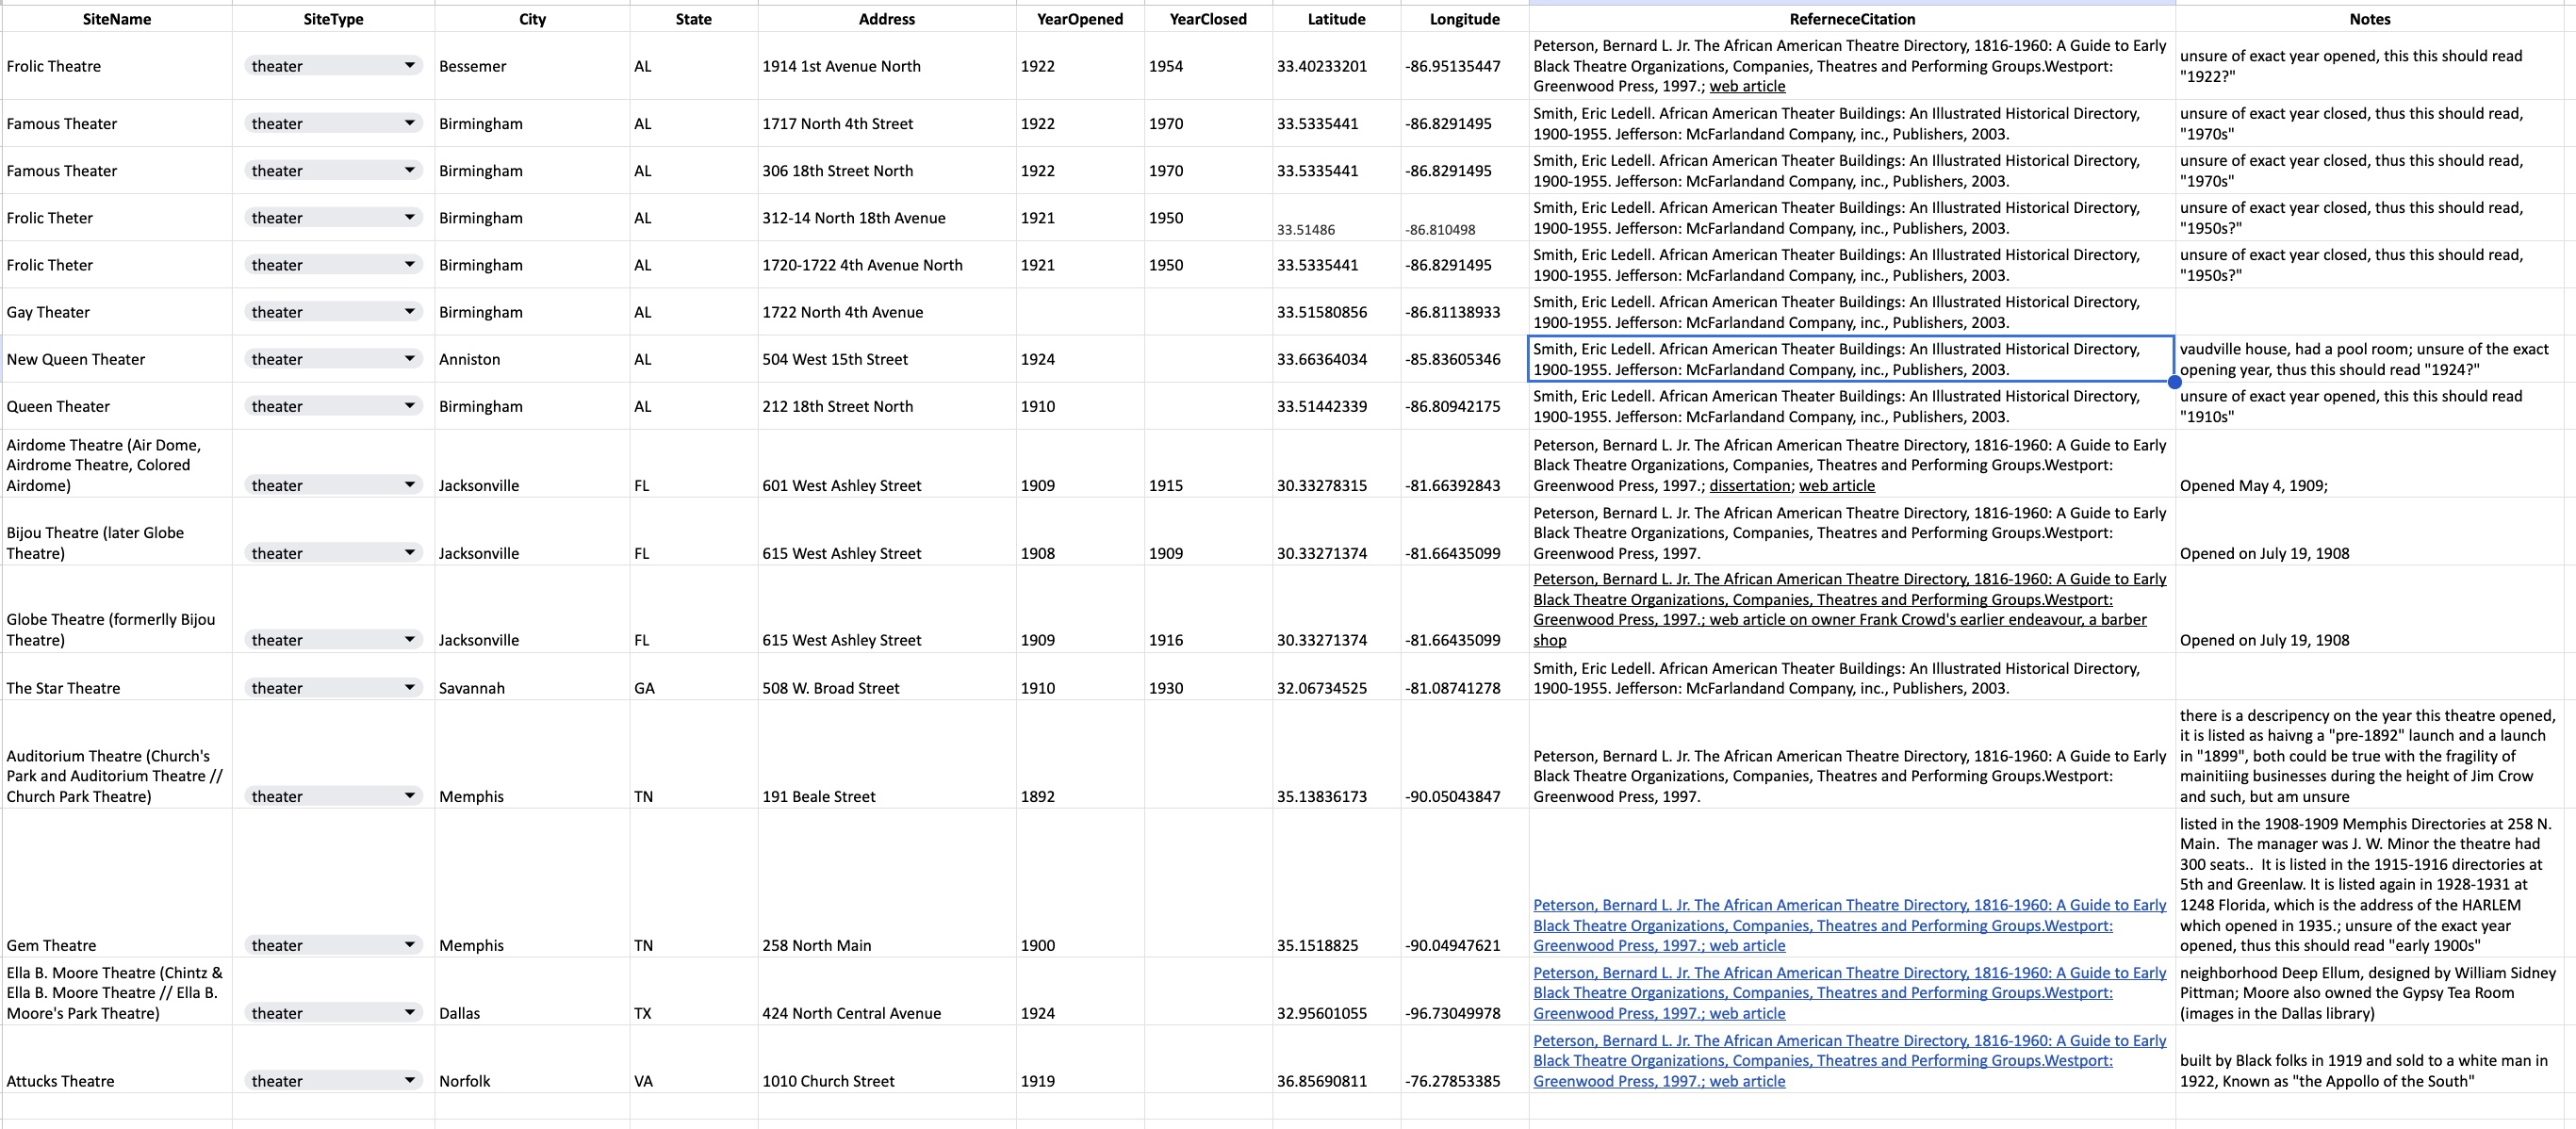 SiteName SiteType City State Address YearOpened YearClosed Latitude Longitude ReferneceCitation Notes
Frolic Theatre theater Bessemer AL 1914 1st Avenue North 1922 1954 33.40233201 -86.95135447
Peterson, Bernard L. Jr. The African American Theatre Directory, 1816-1960: A Guide to Early
Black Theatre Organizations, Companies, Theatres and Performing Groups.Westport:
Greenwood Press, 1997.; web article
unsure of exact year opened, this this should read
"1922?"
Famous Theater theater Birmingham AL 1717 North 4th Street 1922 1970 33.5335441 -86.8291495
Smith, Eric Ledell. African American Theater Buildings: An Illustrated Historical Directory,
1900-1955. Jefferson: McFarlandand Company, inc., Publishers, 2003.
unsure of exact year closed, thus this should read,
"1970s"
Famous Theater theater Birmingham AL 306 18th Street North 1922 1970 33.5335441 -86.8291495
Smith, Eric Ledell. African American Theater Buildings: An Illustrated Historical Directory,
1900-1955. Jefferson: McFarlandand Company, inc., Publishers, 2003.
unsure of exact year closed, thus this should read,
"1970s"
Frolic Theter theater Birmingham AL 312-14 North 18th Avenue 1921 1950 33.51486 -86.810498
Smith, Eric Ledell. African American Theater Buildings: An Illustrated Historical Directory,
1900-1955. Jefferson: McFarlandand Company, inc., Publishers, 2003.
unsure of exact year closed, thus this should read,
"1950s?"
Frolic Theter theater Birmingham AL 1720-1722 4th Avenue North 1921 1950 33.5335441 -86.8291495
Smith, Eric Ledell. African American Theater Buildings: An Illustrated Historical Directory,
1900-1955. Jefferson: McFarlandand Company, inc., Publishers, 2003.
unsure of exact year closed, thus this should read,
"1950s?"
Gay Theater theater Birmingham AL 1722 North 4th Avenue 33.51580856 -86.81138933
Smith, Eric Ledell. African American Theater Buildings: An Illustrated Historical Directory,
1900-1955. Jefferson: McFarlandand Company, inc., Publishers, 2003.
New Queen Theater theater Anniston AL 504 West 15th Street 1924 33.66364034 -85.83605346
Smith, Eric Ledell. African American Theater Buildings: An Illustrated Historical Directory,
1900-1955. Jefferson: McFarlandand Company, inc., Publishers, 2003.
vaudville house, had a pool room; unsure of the exact
opening year, thus this should read "1924?"
Queen Theater theater Birmingham AL 212 18th Street North 1910 33.51442339 -86.80942175
Smith, Eric Ledell. African American Theater Buildings: An Illustrated Historical Directory,
1900-1955. Jefferson: McFarlandand Company, inc., Publishers, 2003.
unsure of exact year opened, this this should read
"1910s"
Airdome Theatre (Air Dome,
Airdrome Theatre, Colored
Airdome)
theater Jacksonville FL 601 West Ashley Street 1909 1915 30.33278315 -81.66392843
Peterson, Bernard L. Jr. The African American Theatre Directory, 1816-1960: A Guide to Early
Black Theatre Organizations, Companies, Theatres and Performing Groups.Westport:
Greenwood Press, 1997.; dissertation; web article
Opened May 4, 1909;
Bijou Theatre (later Globe
Theatre)
theater Jacksonville FL 615 West Ashley Street 1908 1909 30.33271374 -81.66435099
Peterson, Bernard L. Jr. The African American Theatre Directory, 1816-1960: A Guide to Early
Black Theatre Organizations, Companies, Theatres and Performing Groups.Westport:
Greenwood Press, 1997.
Opened on July 19, 1908
Globe Theatre (formerlly Bijou
Theatre)
theater Jacksonville FL 615 West Ashley Street 1909 1916 30.33271374 -81.66435099
Peterson, Bernard L. Jr. The African American Theatre Directory, 1816-1960: A Guide to Early
Black Theatre Organizations, Companies, Theatres and Performing Groups.Westport:
Greenwood Press, 1997.; web article on owner Frank Crowd's earlier endeavour, a barber
shop
Opened on July 19, 1908
The Star Theatre theater Savannah GA 508 W. Broad Street 1910 1930 32.06734525 -81.08741278
Smith, Eric Ledell. African American Theater Buildings: An Illustrated Historical Directory,
1900-1955. Jefferson: McFarlandand Company, inc., Publishers, 2003.
Auditorium Theatre (Church's
Park and Auditorium Theatre //
Church Park Theatre)
theater Memphis TN 191 Beale Street 1892 35.13836173 -90.05043847
Peterson, Bernard L. Jr. The African American Theatre Directory, 1816-1960: A Guide to Early
Black Theatre Organizations, Companies, Theatres and Performing Groups.Westport:
Greenwood Press, 1997.
there is a descripency on the year this theatre opened,
it is listed as haivng a "pre-1892" launch and a launch
in "1899", both could be true with the fragility of
mainitiing businesses during the height of Jim Crow
and such, but am unsure
Gem Theatre theater Memphis TN 258 North Main 1900 35.1518825 -90.04947621
Peterson, Bernard L. Jr. The African American Theatre Directory, 1816-1960: A Guide to Early
Black Theatre Organizations, Companies, Theatres and Performing Groups.Westport:
Greenwood Press, 1997.; web article
listed in the 1908-1909 Memphis Directories at 258 N.
Main. The manager was J. W. Minor the theatre had
300 seats.. It is listed in the 1915-1916 directories at
5th and Greenlaw. It is listed again in 1928-1931 at
1248 Florida, which is the address of the HARLEM
which opened in 1935.; unsure of the exact year
opened, thus this should read "early 1900s"
Ella B. Moore Theatre (Chintz &
Ella B. Moore Theatre // Ella B.
Moore's Park Theatre)
theater Dallas TX 424 North Central Avenue 1924 32.95601055 -96.73049978
Peterson, Bernard L. Jr. The African American Theatre Directory, 1816-1960: A Guide to Early
Black Theatre Organizations, Companies, Theatres and Performing Groups.Westport:
Greenwood Press, 1997.; web article
neighborhood Deep Ellum, designed by William Sidney
Pittman; Moore also owned the Gypsy Tea Room
(images in the Dallas library)
Attucks Theatre theater Norfolk VA 1010 Church Street 1919 36.85690811 -76.27853385
Peterson, Bernard L. Jr. The African American Theatre Directory, 1816-1960: A Guide to Early
Black Theatre Organizations, Companies, Theatres and Performing Groups.Westport:
Greenwood Press, 1997.; web article
built by Black folks in 1919 and sold to a white man in
1922, Known as "the Appollo of the South"